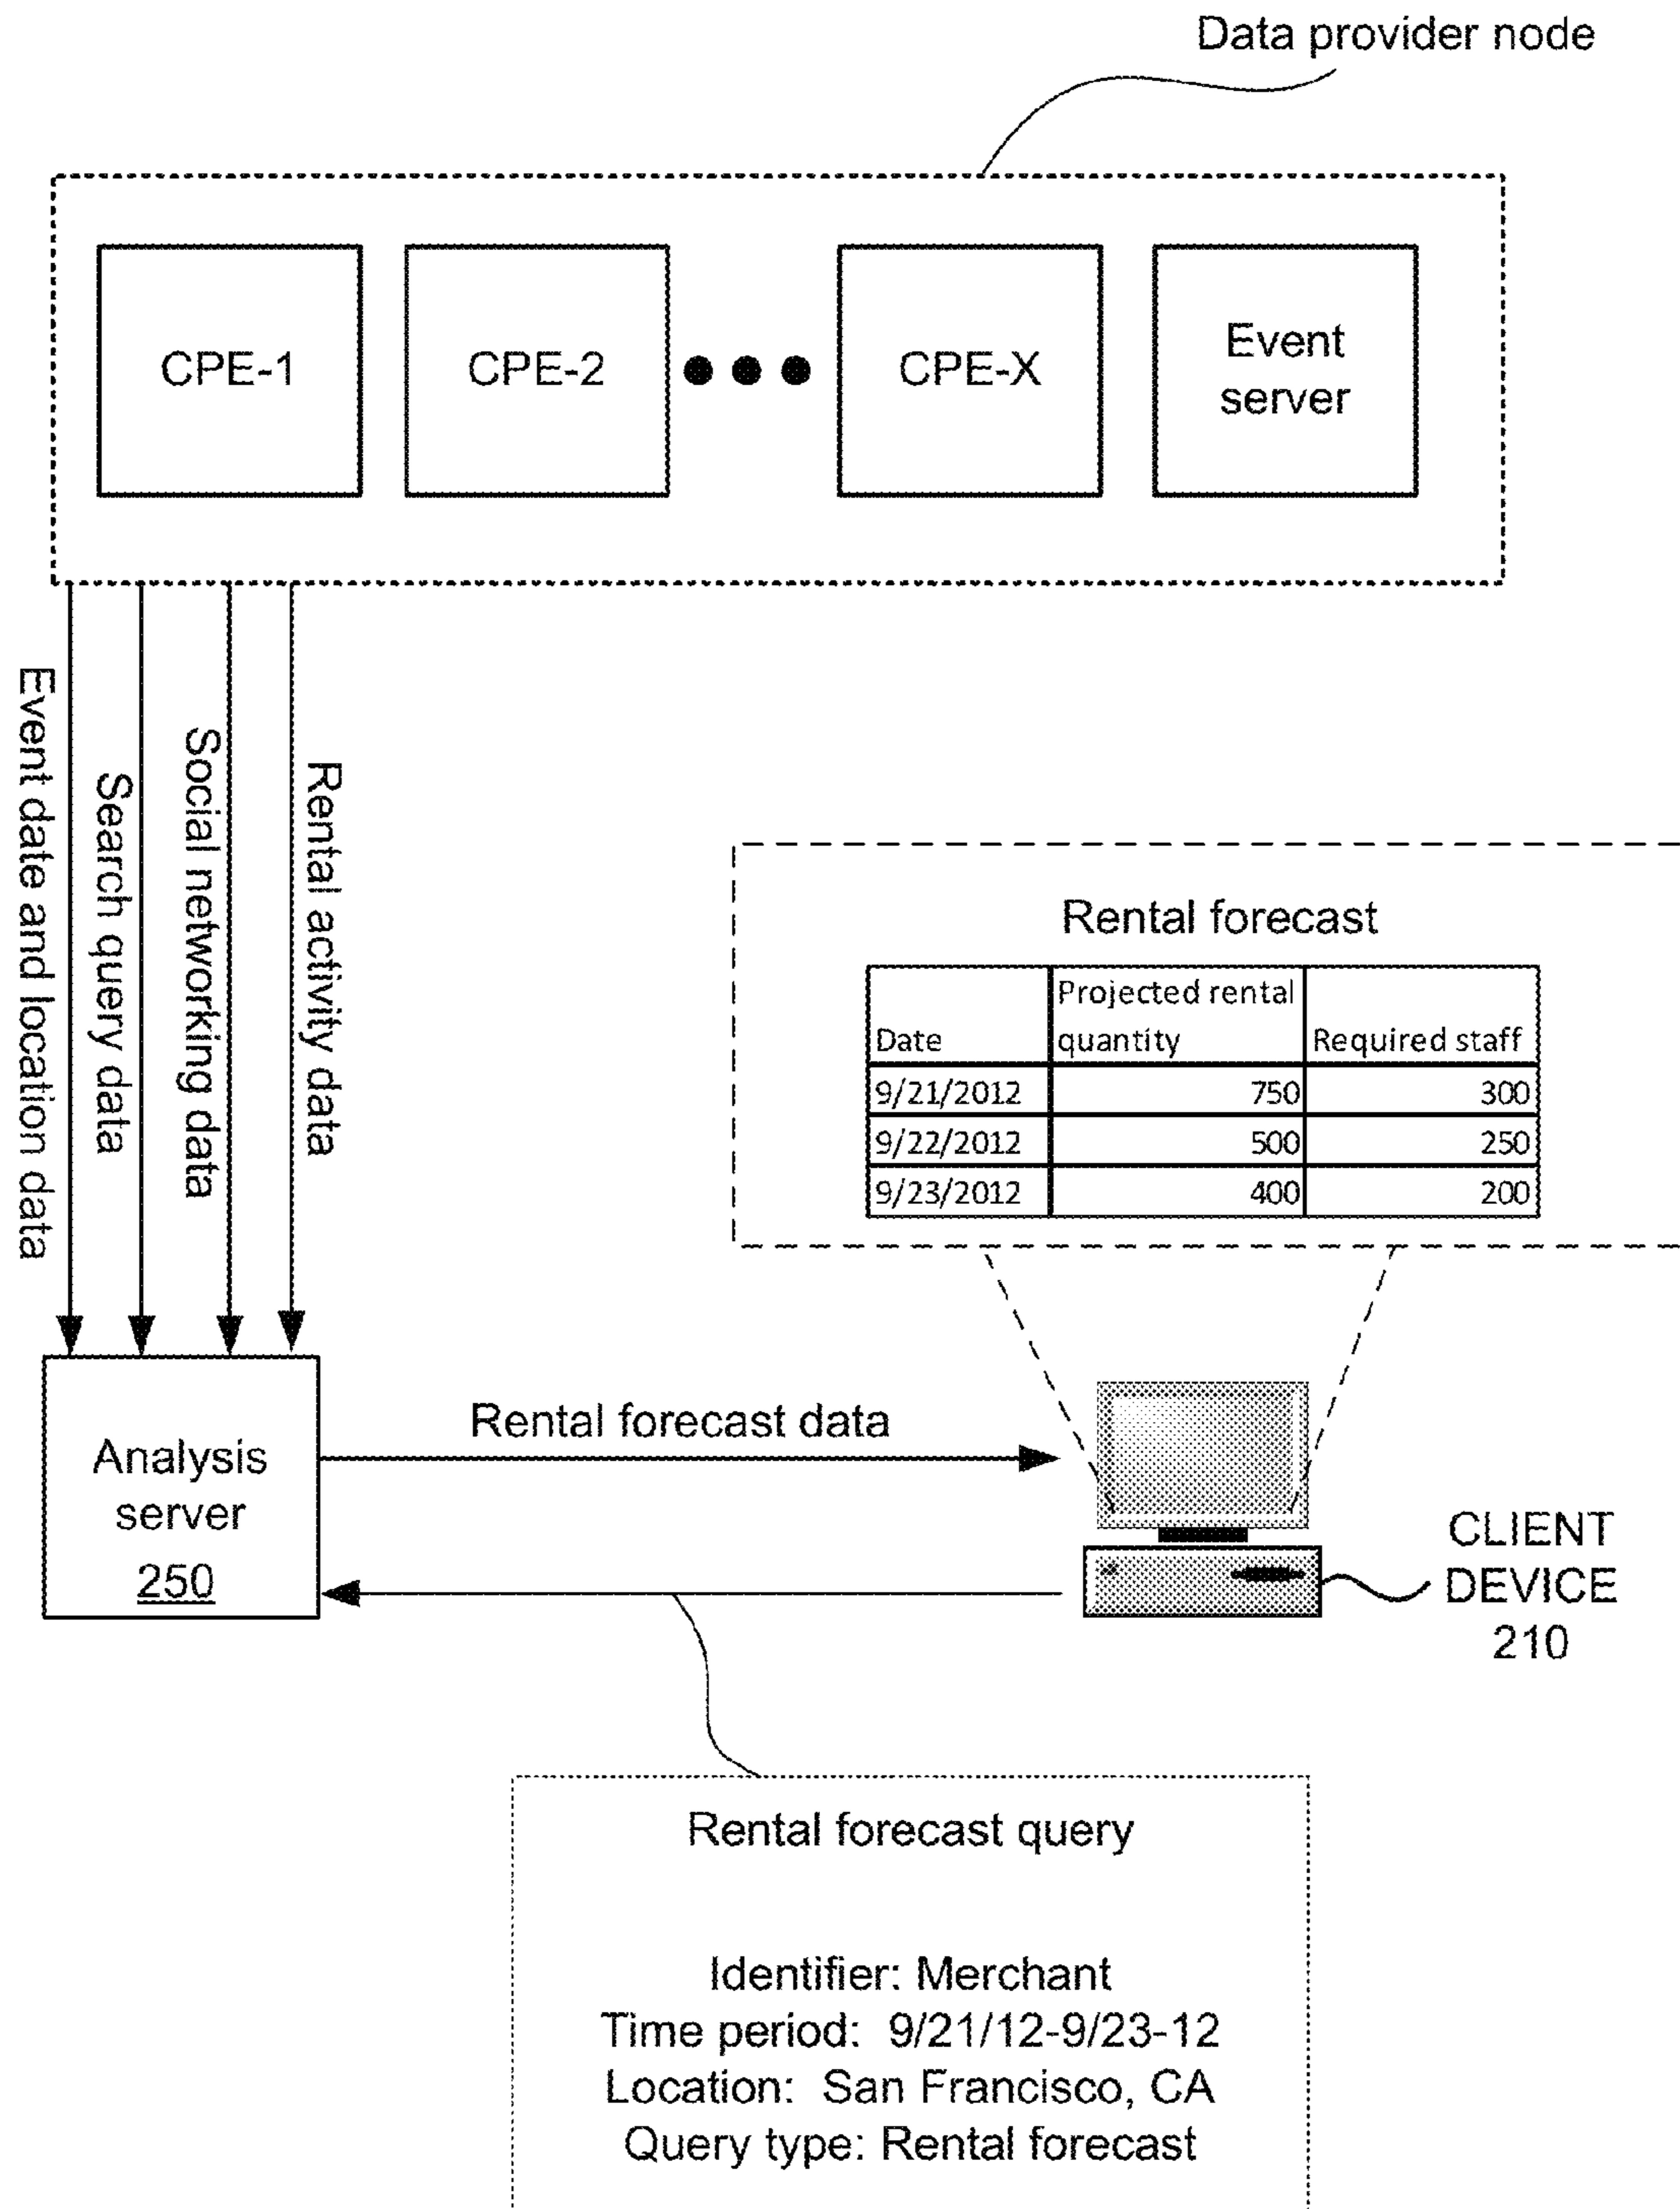 Data provider node
CPE-1
CPE-2
CPE-X
Event
server
Event date and location data
Search query data
Social networking data
Rental activity data
Rental forecast
Date
Projected rental
quantity
Required staff
9/21/2012 750 300
9/22/2012 500 250
9/23/2012 400 200
Analysis
server
250
Rental forecast data
CLIENT
DEVICE
210
Rental forecast query
Identifier: Merchant
Time period: 9/21/12-9/23-12
Location: San Francisco, CA
Query type: Rental forecast